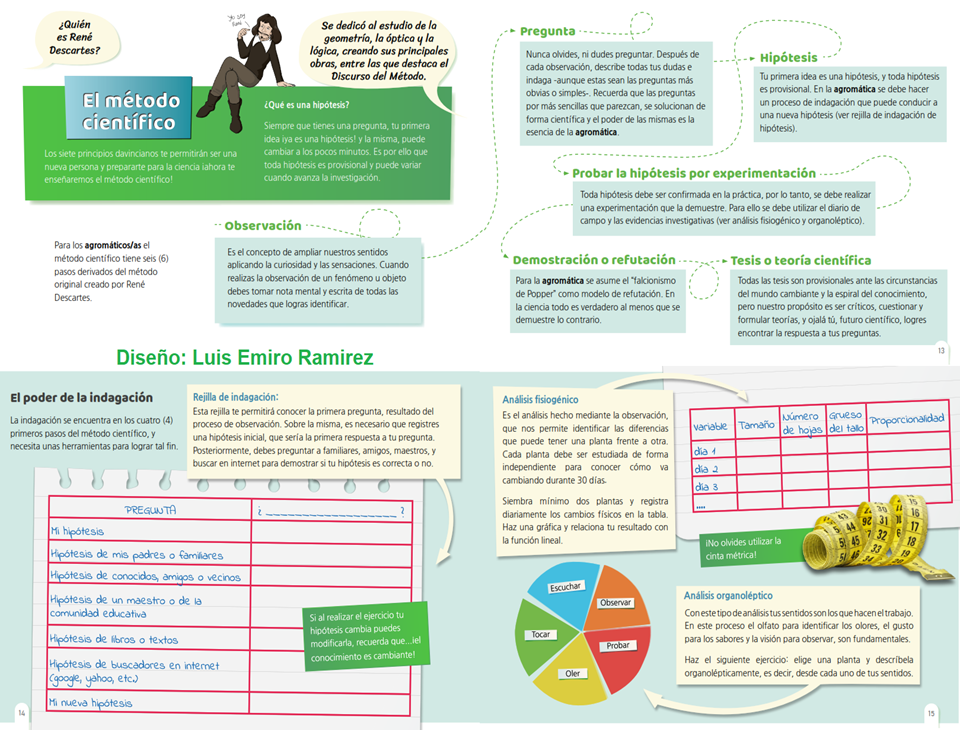 ¿Quién
es René
Descartes?
Yo soy
René
Se dedicó al estudio de la
geometría, la óptica y la
lógica, creando sus principales
obras, entre las que destaca el
Discurso del Método.
El método
científico
Los siete principios davincianos te permitirán ser una
nueva persona y prepararte para la ciencia ¡ahora te
enseñaremos el método científico!
¿Qué es una hipótesis?
Siempre que tienes una pregunta, tu primera
idea ¡ya es una hipótesis! y la misma, puede
cambiar a los pocos minutos. Es por ello que
toda hipótesis es provisional y puede variar
cuando avanza la investigación.
Para los agromáticos/as el
método científico tiene seis (6)
pasos derivados del método
original creado por René
Descartes.
Observación
Es el concepto de ampliar nuestros sentidos
aplicando la curiosidad y las sensaciones. Cuando
realizas la observación de un fenómeno u objeto
debes tomar nota mental y escrita de todas las
novedades que logras identificar.
Pregunta
Nunca olvides, ni dudes preguntar. Después de
cada observación, describe todas tus dudas e
indaga -aunque estas sean las preguntas más
obvias o simples-. Recuerda que las preguntas
por más sencillas que parezcan, se solucionan de
forma científica y el poder de las mismas es la
esencia de la agromática.
Hipótesis
Tu primera idea es una hipótesis, y toda hipótesis
es provisional. En la agromática se debe hacer
un proceso de indagación que puede conducir a
una nueva hipótesis (ver rejilla de indagación de
hipótesis).
Probar la hipótesis por experimentación
Toda hipótesis debe ser confirmada en la práctica, por lo tanto, se debe realizar
una experimentación que la demuestre. Para ello se debe utilizar el diario de
campo y las evidencias investigativas (ver análisis fisiogénico y organoléptico).
Demostración o refutación
Para la agromática se asume el "falcionismo
de Popper" como modelo de refutación. En
la ciencia todo es verdadero al menos que se
demuestre lo contrario.
Tesis o teoría científica
Todas las tesis son provisionales ante las circunstancias
del mundo cambiante y la espiral del conocimiento,
pero nuestro propósito es ser críticos, cuestionar y
formular teorías, y ojalá tú, futuro científico, logres
encontrar la respuesta a tus preguntas.
13
Diseño: Luis Emiro Ramirez
El poder de la indagación
La indagación se encuentra en los cuatro (4)
primeros pasos del método científico, y
necesita unas herramientas para lograr tal fin.
Rejilla de indagación:
Esta rejilla te permitirá conocer la primera pregunta, resultado del
proceso de observación. Sobre la misma, es necesario que registres
una hipótesis inicial, que sería la primera respuesta a tu pregunta.
Posteriormente, debes preguntar a familiares, amigos, maestros, y
buscar en internet para demostrar si tu hipótesis es correcta o no.
PREGUNTA ¿ ____________________ ?
Mi hipótesis
Hipótesis de mis padres o familiares
Hipótesis de conocidos, amigos o vecinos
Hipótesis de un maestro o de la
comunidad educativa
Hipótesis de libros o textos
Hipótesis de buscadores en internet
(google, yahoo, etc.)
Mi nueva hipótesis
Si al realizar el ejercicio tu
hipótesis cambia puedes
modificarla, recuerda que...¡el
conocimiento es cambiante!
14
Análisis fisiogénico
Es el análisis hecho mediante la observación,
que nos permite identificar las diferencias
que puede tener una planta frente a otra.
Cada planta debe ser estudiada de forma
independiente para conocer cómo va
cambiando durante 30 días.
Siembra mínimo dos plantas y registra
diariamente los cambios físicos en la tabla.
Haz una gráfica y relaciona tu resultado con
la función lineal.
Variable Tamaño Número de hojas Grueso del tallo Proporcionalidad
día 1
día 2
día 3
....
¡No olvides utilizar la
cinta métrica!
Escuchar
Observar
Tocar
Probar
Oler
Análisis organoléptico
Con este tipo de análisis tus sentidos son los que hacen el trabajo.
En este proceso el olfato para identificar los olores, el gusto
para los sabores y la visión para observar, son fundamentales.
Haz el siguiente ejercicio: elige una planta y descríbela
organolépticamente, es decir, desde cada uno de tus sentidos.
15